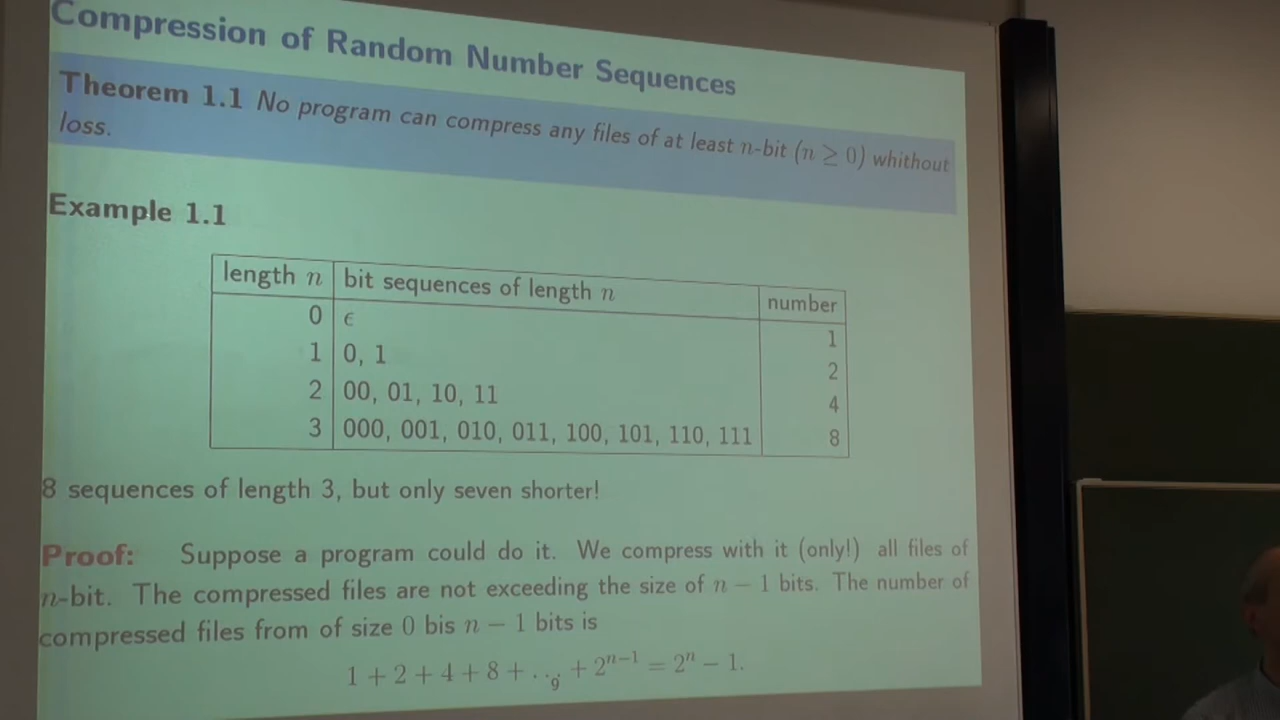 Compression of Random Number Sequences
Theorem 1.1 No program can compress any files of at least n-bit (n ≥ 0) whithout
loss.
Example 1.1
length n | bit sequences of length n | number
0 | ϵ | 1
1 | 0, 1 | 2
2 | 00, 01, 10, 11 | 4
3 | 000, 001, 010, 011, 100, 101, 110, 111 | 8
8 sequences of length 3, but only seven shorter!
Proof: Suppose a program could do it. We compress with it (only!) all files of
n-bit. The compressed files are not exceeding the size of n − 1 bits. The number of
compressed files from of size 0 bis n − 1 bits is
1 + 2 + 4 + 8 + ... + 2ⁿ⁻¹ = 2ⁿ − 1.
9